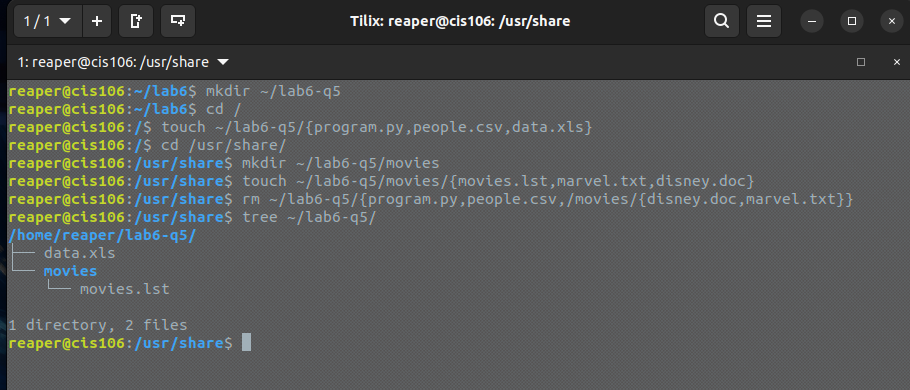 1 / 1
Tilix: reaper@cis106: /usr/share
1: reaper@cis106: /usr/share
reaper@cis106:~/lab6$ mkdir ~/lab6-q5
reaper@cis106:~/lab6$ cd /
reaper@cis106:/$ touch ~/lab6-q5/{program.py,people.csv,data.xls}
reaper@cis106:/$ cd /usr/share/
reaper@cis106:/usr/share$ mkdir ~/lab6-q5/movies
reaper@cis106:/usr/share$ touch ~/lab6-q5/movies/{movies.lst,marvel.txt,disney.doc}
reaper@cis106:/usr/share$ rm ~/lab6-q5/{program.py,people.csv,/movies/{disney.doc,marvel.txt}}
reaper@cis106:/usr/share$ tree ~/lab6-q5/
/home/reaper/lab6-q5/
├── data.xls
└── movies
    └── movies.lst
1 directory, 2 files
reaper@cis106:/usr/share$